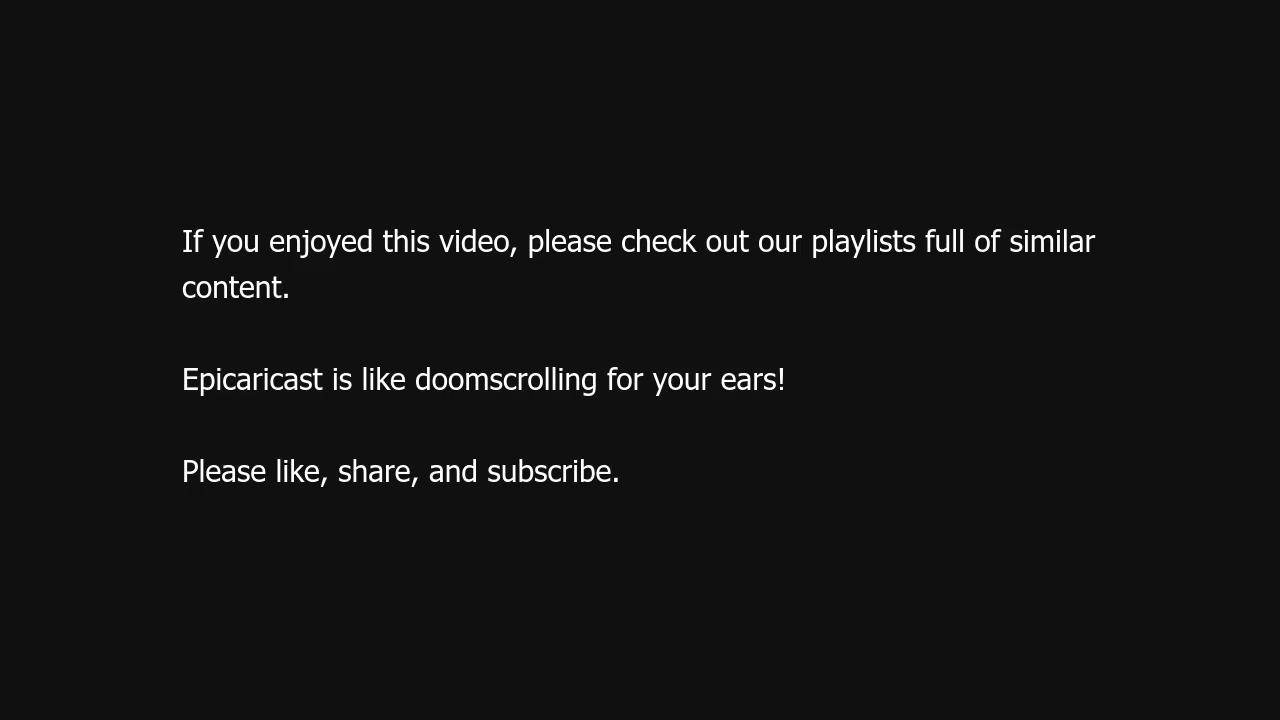 If you enjoyed this video, please check out our playlists full of similar
content.
Epicaricast is like doomscrolling for your ears!
Please like, share, and subscribe.